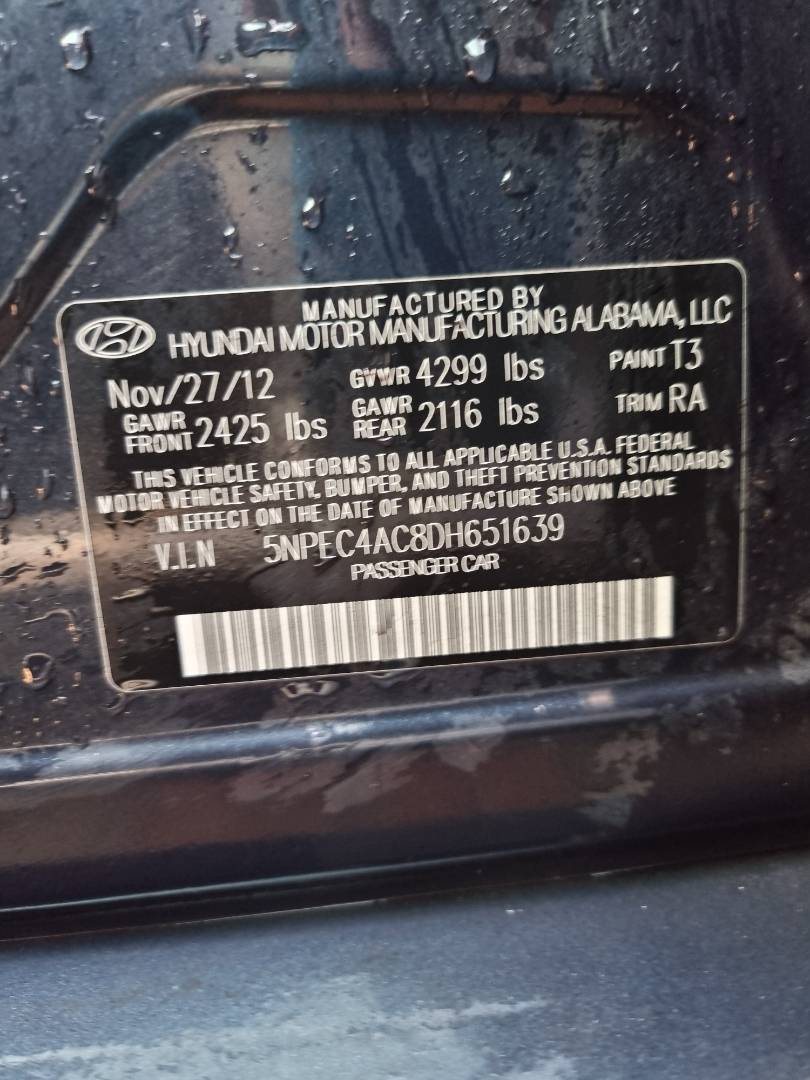 MANUFACTURED BY
HYUNDAI MOTOR MANUFACTURING ALABAMA, LLC
Nov/27/12 GVWR 4299 lbs PAINT T3
GAWR FRONT 2425 lbs GAWR REAR 2116 lbs TRIM RA
THIS VEHICLE CONFORMS TO ALL APPLICABLE U.S.A. FEDERAL
MOTOR VEHICLE SAFETY, BUMPER, AND THEFT PREVENTION STANDARDS
IN EFFECT ON THE DATE OF MANUFACTURE SHOWN ABOVE
V.I.N 5NPEC4AC8DH651639
PASSENGER CAR